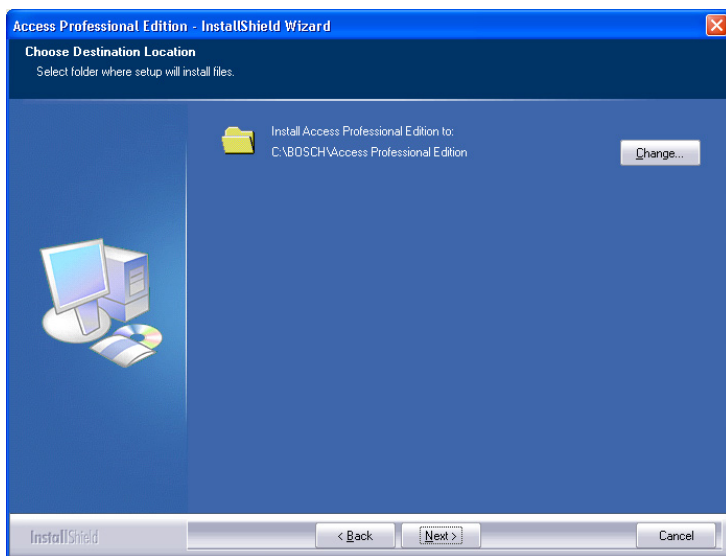 Access Professional Edition - InstallShield Wizard
Choose Destination Location
Select folder where setup will install files.
Install Access Professional Edition to:
C:\BOSCH\Access Professional Edition
Change...
InstallShield
< Back
Next >
Cancel